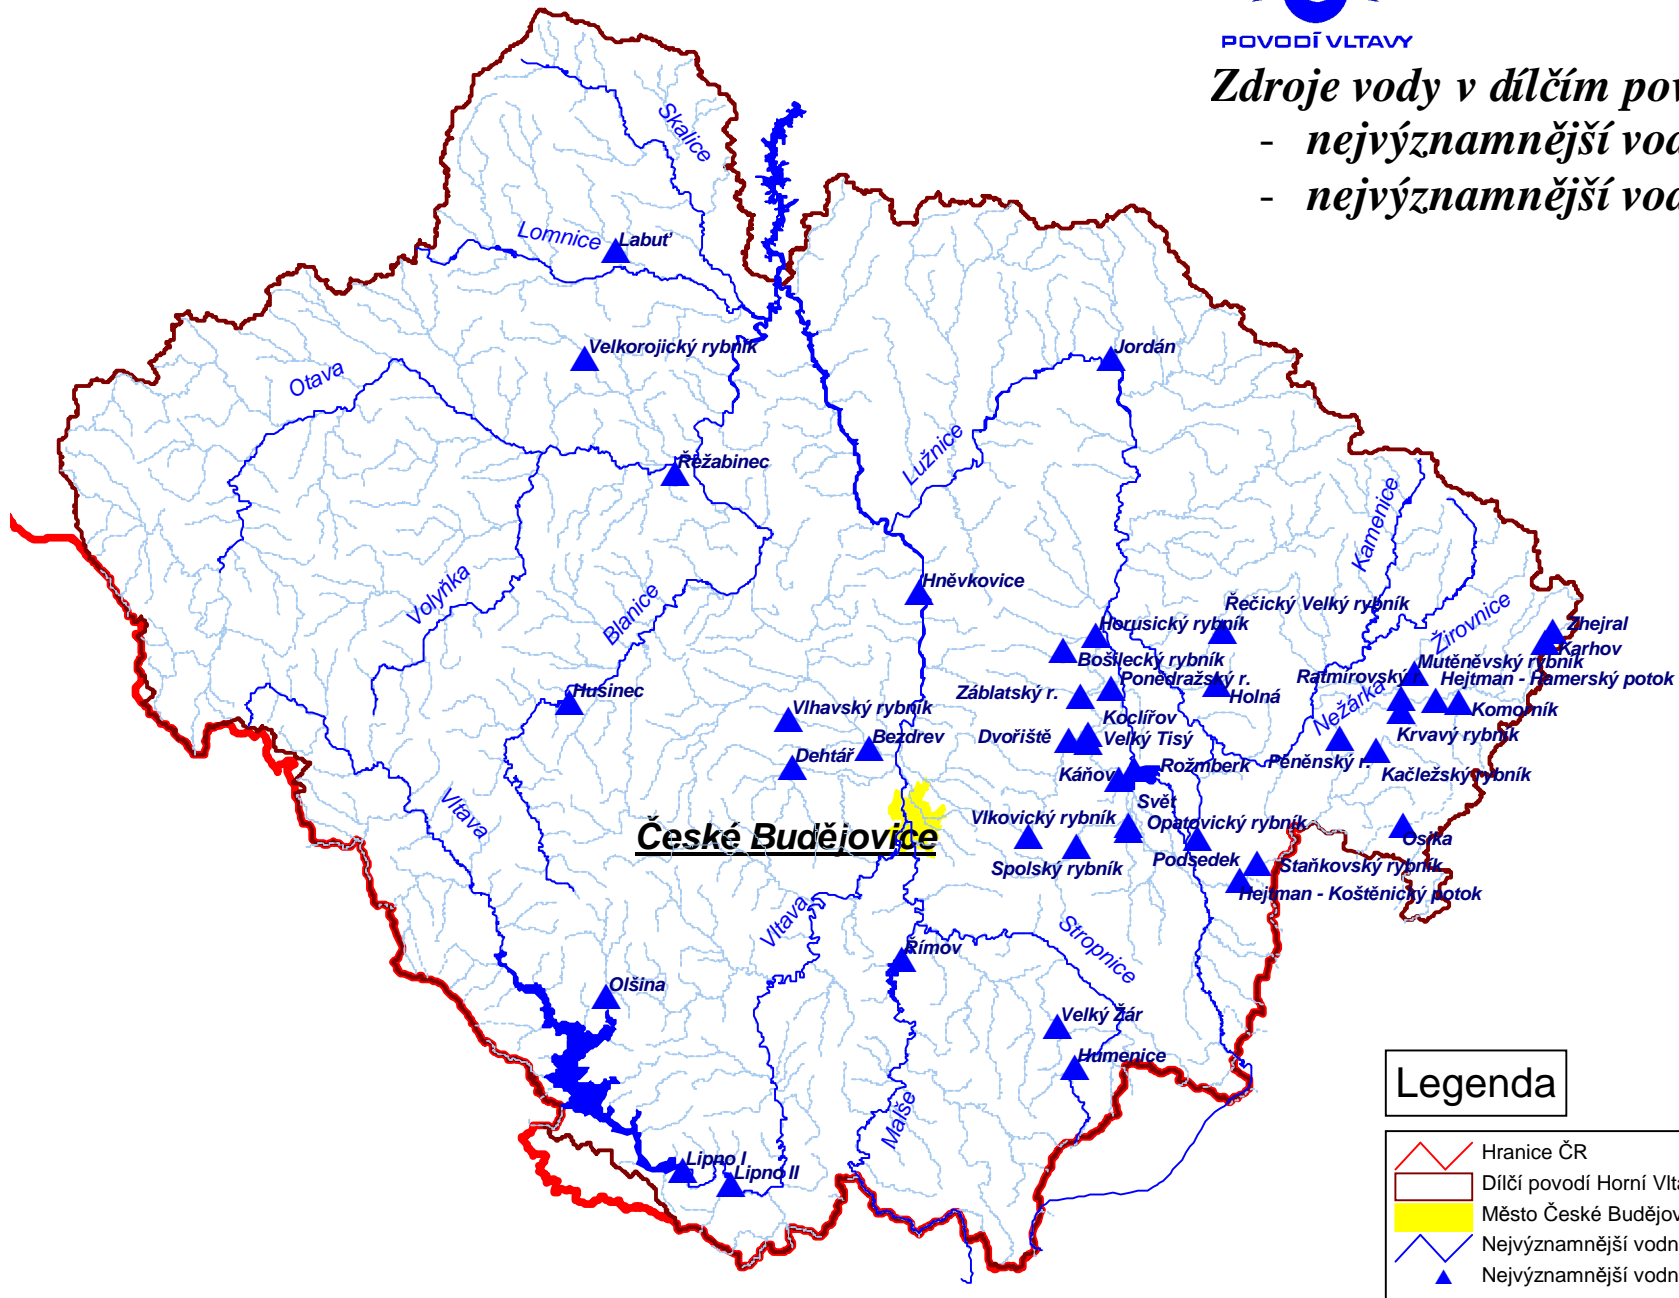 POVODÍ VLTAVY
Zdroje vody v dílčím pov
- nejvýznamnější vod
- nejvýznamnější vod
Skalice
Lomnice
Labuť
Velkorojický rybník
Jordán
Otava
Lužnice
Řežabinec
Kamenice
Volyňka
Blanice
Hněvkovice
Řečický Velký rybník
Žirovnice
Zhejral
Karhov
Horusický rybník
Bošilecký rybník
Mutěněvský rybník
Ratmírovský r.
Hejtman - Hamerský potok
Ponědražský r.
Holná
Záblatský r.
Husinec
Nežárka
Komorník
Vlhavský rybník
Koclířov
Dvořiště
Velký Tisý
Krvavý rybník
Bezdrev
Dehtář
Káňov
Rožmberk
Pěněnský r.
Kačležský rybník
Vltava
Svět
Vlkovický rybník
Opatovický rybník
České Budějovice
Osika
Spolský rybník
Podsedek
Staňkovský rybník
Hejtman - Koštěnický potok
Vltava
Stropnice
Římov
Olšina
Velký Žár
Humenice
Malše
Lipno I
Lipno II
Legenda
Hranice ČR
Dílčí povodí Horní Vlta
Město České Budějov
Nejvýznamnější vodn
Nejvýznamnější vodn